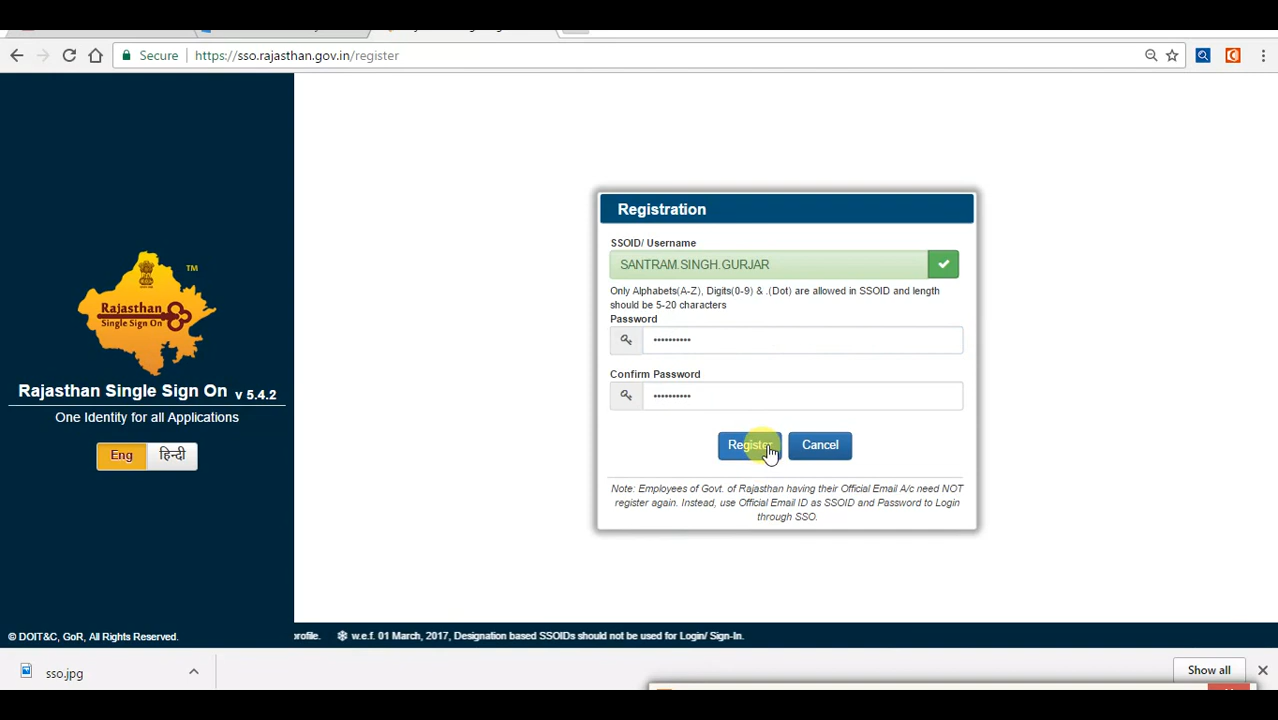 Secure
https://sso.rajasthan.gov.in/register
TM
Rajasthan
Single Sign On
Rajasthan Single Sign On v 5.4.2
One Identity for all Applications
Eng
हिन्दी
Registration
SSOID/ Username
SANTRAM.SINGH.GURJAR
Only Alphabets(A-Z), Digits(0-9) & .(Dot) are allowed in SSOID and length
should be 5-20 characters
Password
Confirm Password
Register
Cancel
Note: Employees of Govt. of Rajasthan having their Official Email A/c need NOT
register again. Instead, use Official Email ID as SSOID and Password to Login
through SSO.
© DOIT&C, GoR, All Rights Reserved.
rofile. w.e.f. 01 March, 2017, Designation based SSOIDs should not be used for Login/ Sign-In.
sso.jpg
Show all